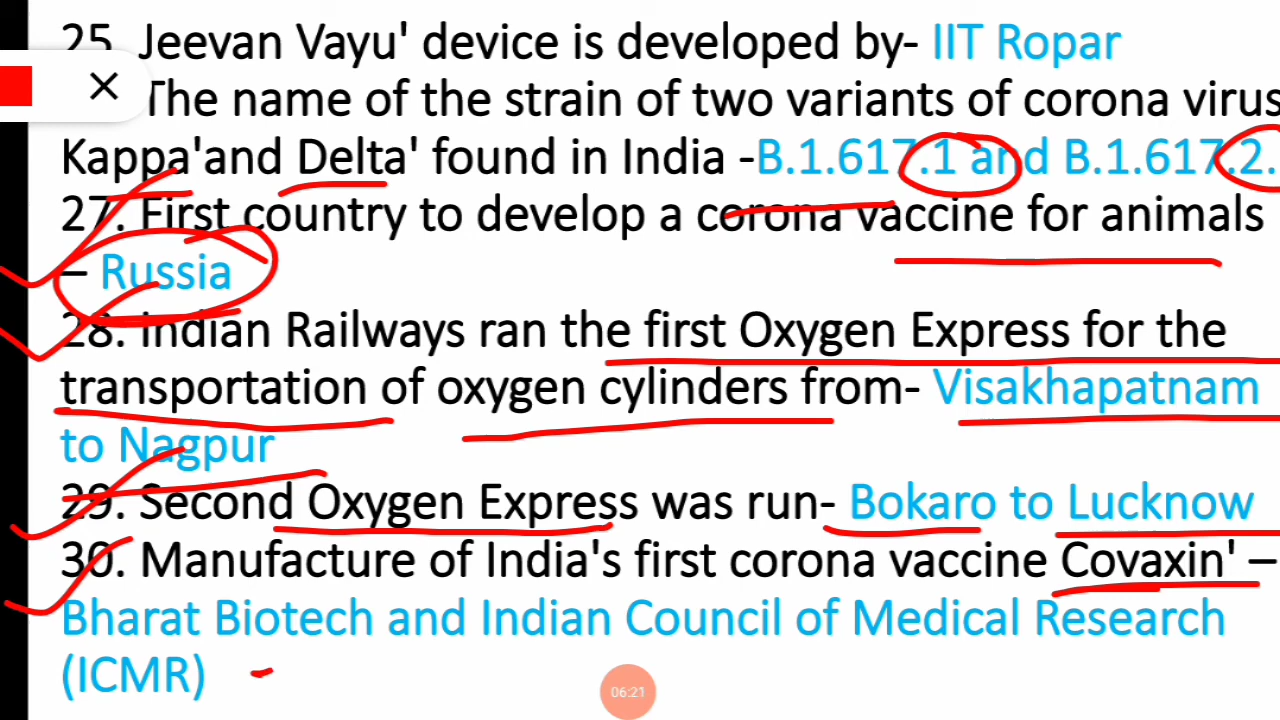 25. Jeevan Vayu' device is developed by- IIT Ropar
The name of the strain of two variants of corona virus
Kappa'and Delta' found in India -B.1.617.1 and B.1.617.2.
27. First country to develop a corona vaccine for animals
– Russia
28. Indian Railways ran the first Oxygen Express for the
transportation of oxygen cylinders from- Visakhapatnam
to Nagpur
29. Second Oxygen Express was run- Bokaro to Lucknow
30. Manufacture of India's first corona vaccine Covaxin' –
Bharat Biotech and Indian Council of Medical Research
(ICMR)
06:21